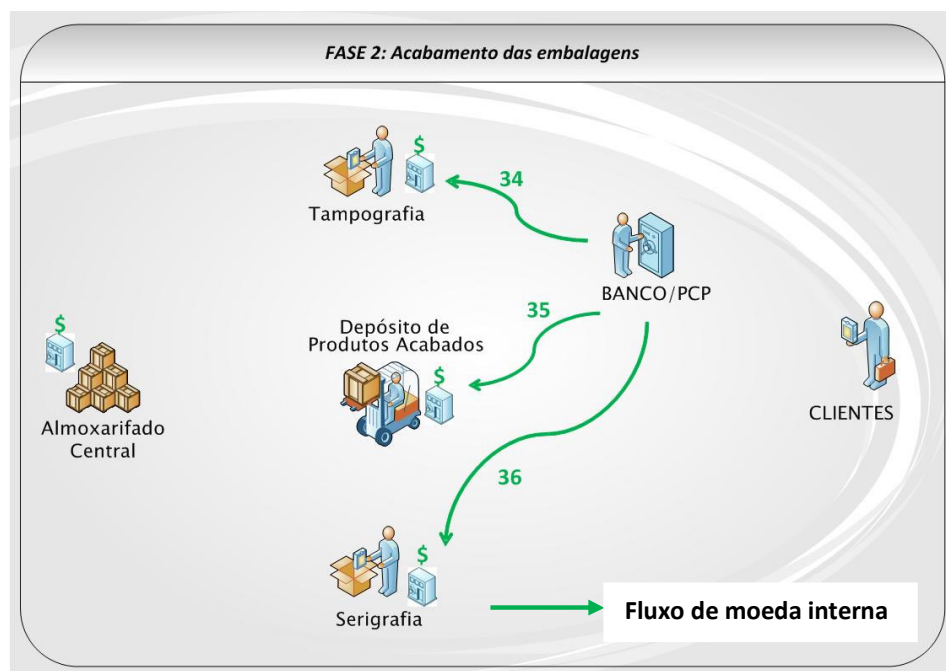 FASE 2: Acabamento das embalagens
$
34
Tampografia
BANCO/PCP
35
$
Depósito de
Produtos Acabados
$
Almoxarifado
Central
CLIENTES
36
$
Serigrafia
Fluxo de moeda interna